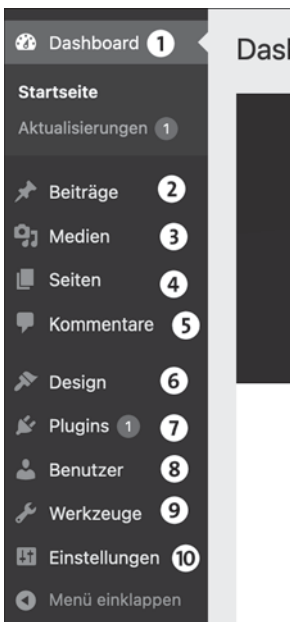 Dashboard 1
Dash
Startseite
Aktualisierungen 1
Beiträge 2
Medien 3
Seiten 4
Kommentare 5
Design 6
Plugins 1 7
Benutzer 8
Werkzeuge 9
Einstellungen 10
Menü einklappen